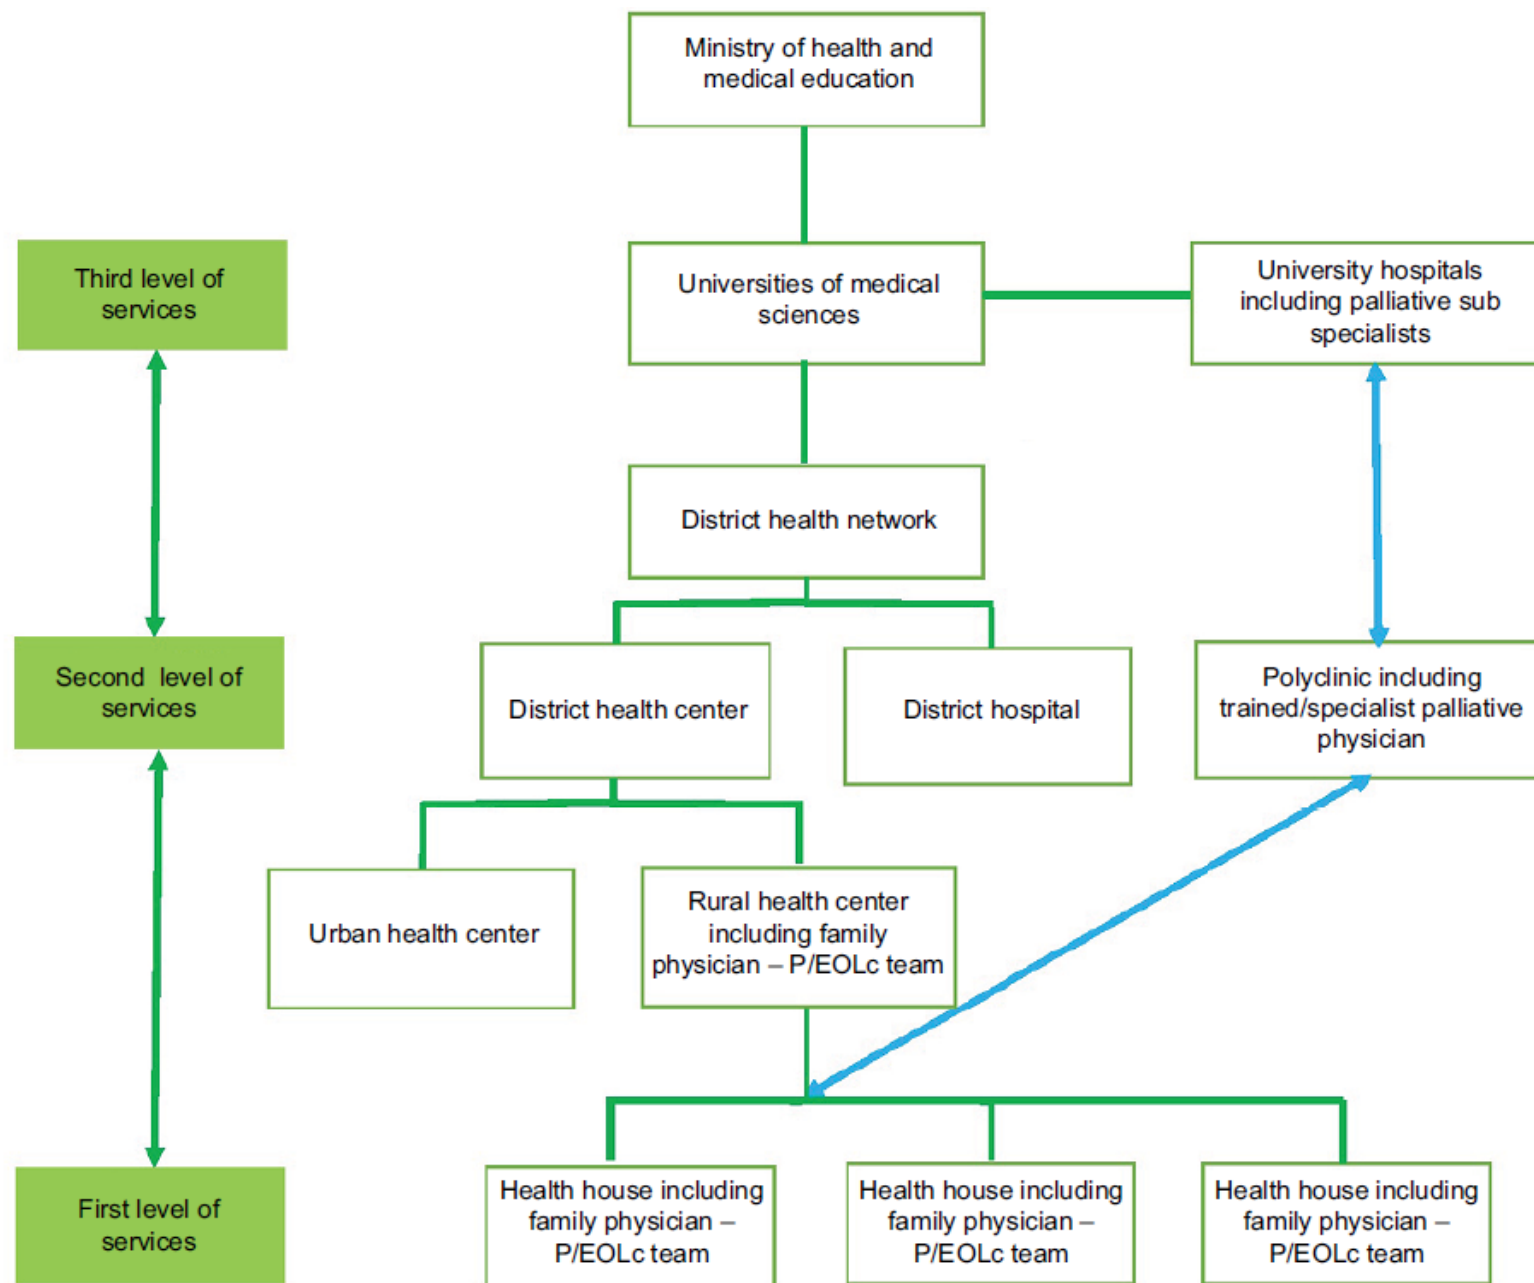 Ministry of health and
medical education
Third level of
services
Universities of medical
sciences
University hospitals
including palliative sub
specialists
District health network
Second level of
services
District health center
District hospital
Polyclinic including
trained/specialist palliative
physician
Urban health center
Rural health center
including family
physician – P/EOLc team
First level of
services
Health house including
family physician –
P/EOLc team
Health house including
family physician –
P/EOLc team
Health house including
family physician –
P/EOLc team